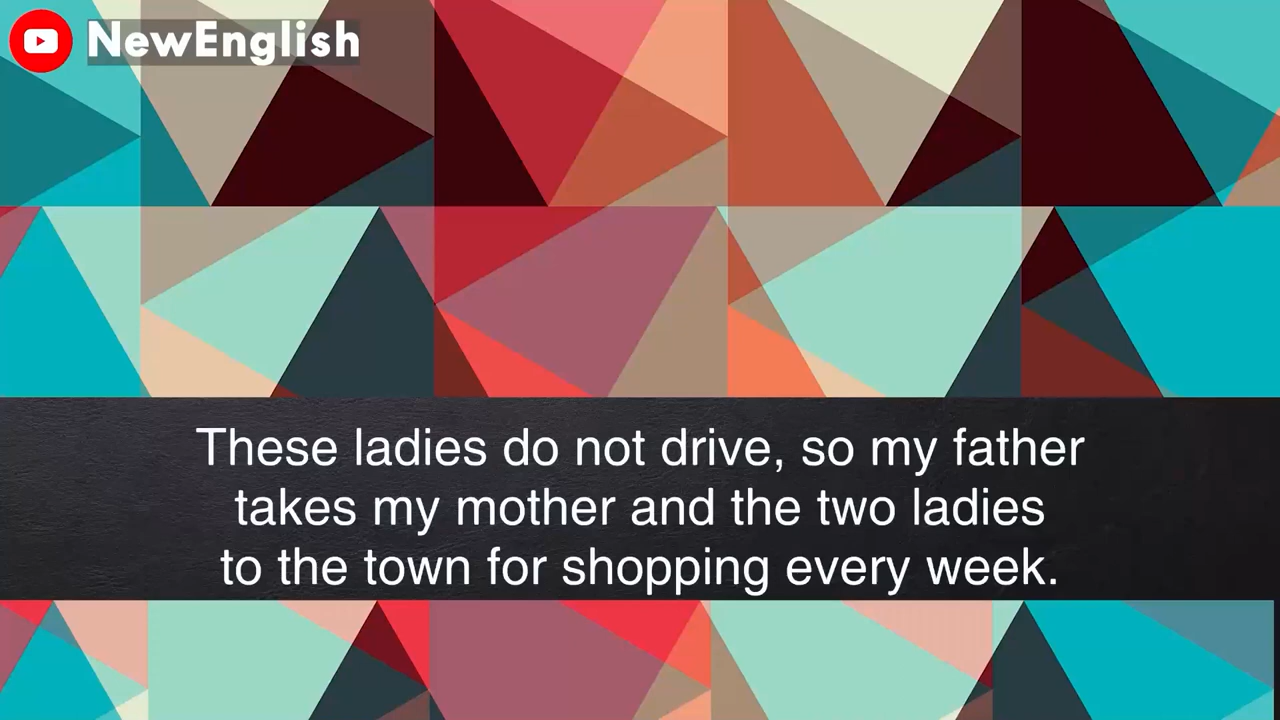 NewEnglish
These ladies do not drive, so my father
takes my mother and the two ladies
to the town for shopping every week.